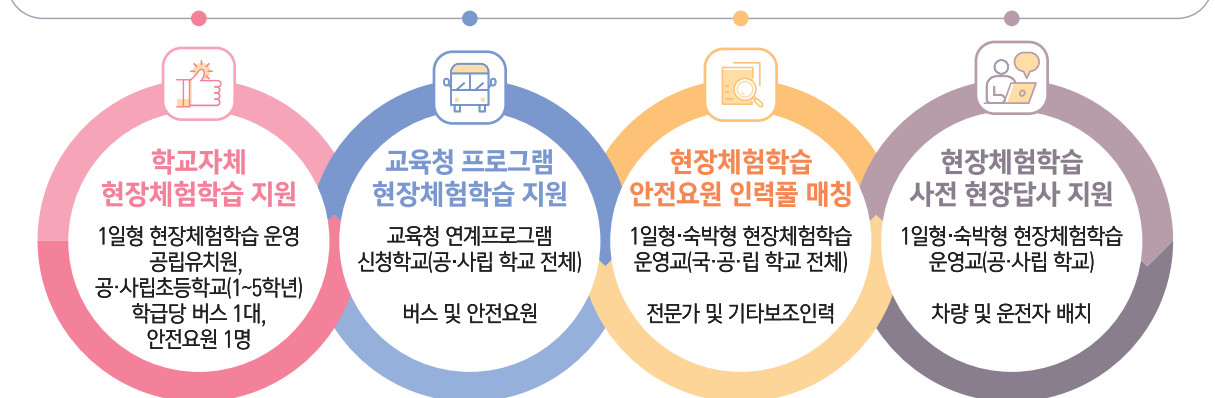 학교자체
현장체험학습 지원
1일형 현장체험학습 운영
공립유치원,
공·사립초등학교(1~5학년)
학급당 버스 1대,
안전요원 1명
교육청 프로그램
현장체험학습 지원
교육청 연계프로그램
신청학교(공·사립 학교 전체)
버스 및 안전요원
현장체험학습
안전요원 인력풀 매칭
1일형·숙박형 현장체험학습
운영교(국·공·립 학교 전체)
전문가 및 기타보조인력
현장체험학습
사전 현장답사 지원
1일형·숙박형 현장체험학습
운영교(공·사립 학교)
차량 및 운전자 배치